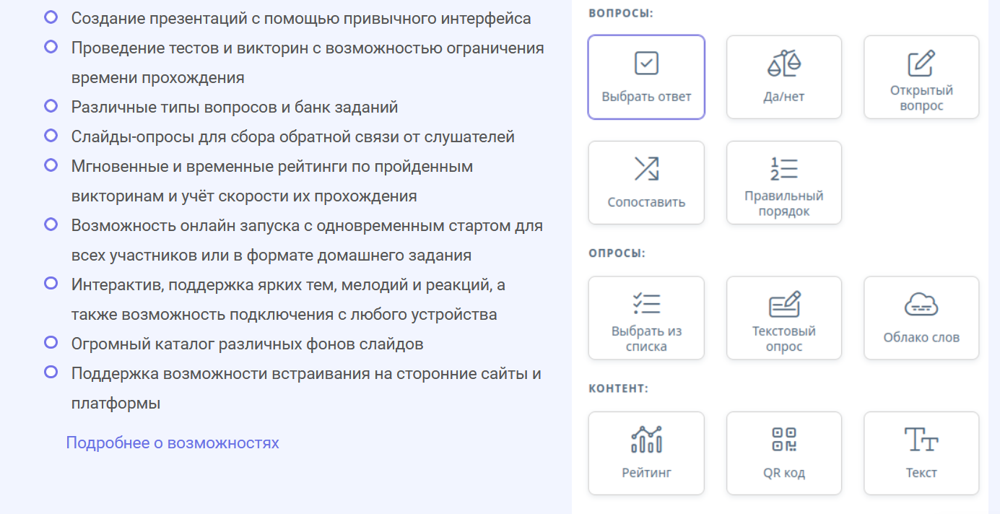 Создание презентаций с помощью привычного интерфейса
Проведение тестов и викторин с возможностью ограничения
времени прохождения
Различные типы вопросов и банк заданий
Слайды-опросы для сбора обратной связи от слушателей
Мгновенные и временные рейтинги по пройденным
викторинам и учёт скорости их прохождения
Возможность онлайн запуска с одновременным стартом для
всех участников или в формате домашнего задания
Интерактив, поддержка ярких тем, мелодий и реакций, а
также возможность подключения с любого устройства
Огромный каталог различных фонов слайдов
Поддержка возможности встраивания на сторонние сайты и
платформы
Подробнее о возможностях
ВОПРОСЫ:
Выбрать ответ
Да/нет
Открытый
вопрос
Сопоставить
1
2
Правильный
порядок
ОПРОСЫ:
Выбрать из
списка
Текстовый
опрос
Облако слов
КОНТЕНТ:
Рейтинг
QR код
Тт
Текст